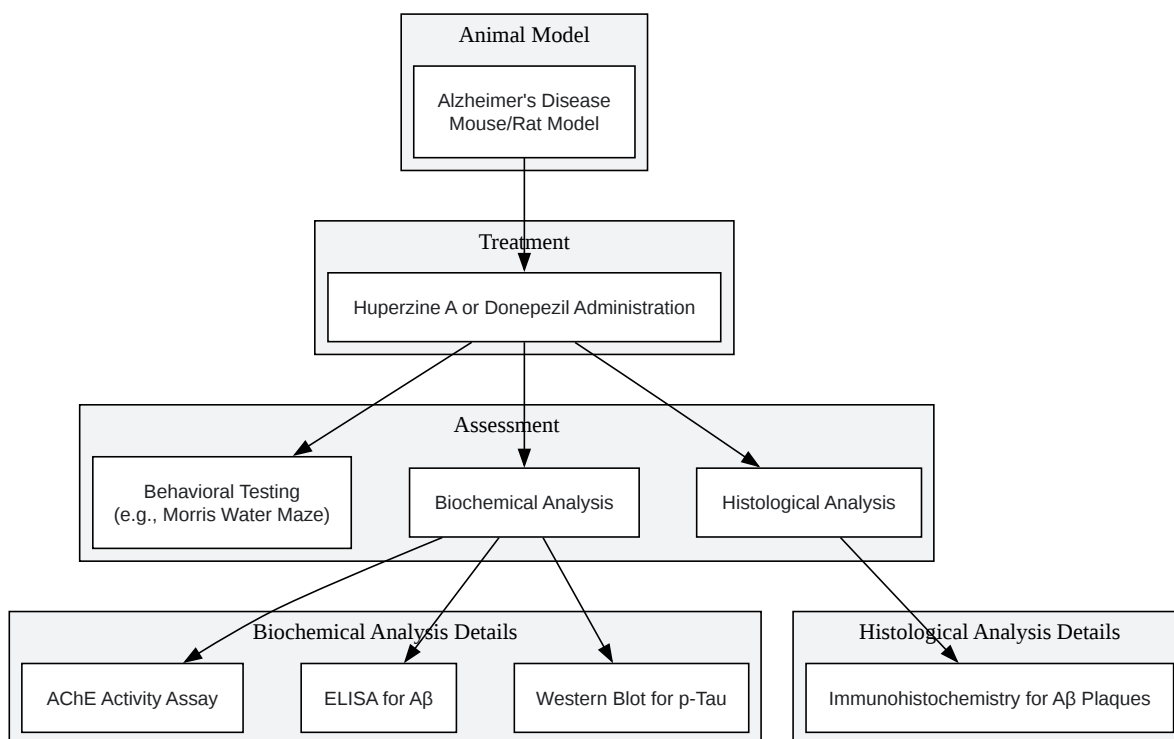 Animal Model
Alzheimer's Disease
Mouse/Rat Model
Treatment
Huperzine A or Donepezil Administration
Assessment
Behavioral Testing
(e.g., Morris Water Maze)
Biochemical Analysis
Histological Analysis
Biochemical Analysis Details
AChE Activity Assay
ELISA for Aβ
Western Blot for p-Tau
Histological Analysis Details
Immunohistochemistry for Aβ Plaques